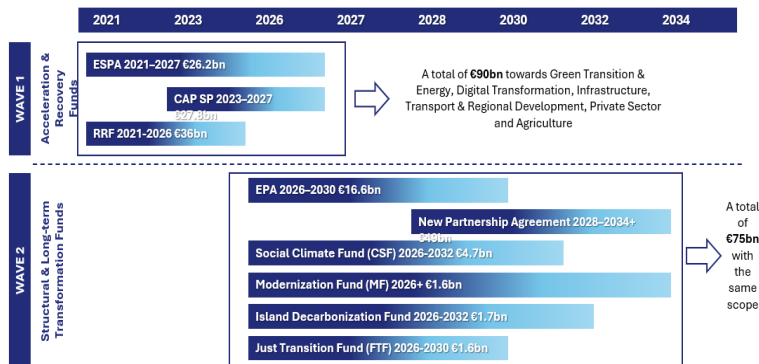 2021 2023 2026 2027 2028 2030 2032 2034
WAVE 1
Acceleration &
Recovery
Funds
ESPA 2021–2027 €26.2bn
CAP SP 2023–2027
€27.8bn
RRF 2021-2026 €36bn
A total of €90bn towards Green Transition &
Energy, Digital Transformation, Infrastructure,
Transport & Regional Development, Private Sector
and Agriculture
WAVE 2
Structural & Long-term
Transformation Funds
EPA 2026–2030 €16.6bn
New Partnership Agreement 2028–2034+
€49bn
Social Climate Fund (CSF) 2026-2032 €4.7bn
Modernization Fund (MF) 2026+ €1.6bn
Island Decarbonization Fund 2026-2032 €1.7bn
Just Transition Fund (FTF) 2026-2030 €1.6bn
A total
of
€75bn
with
the
same
scope